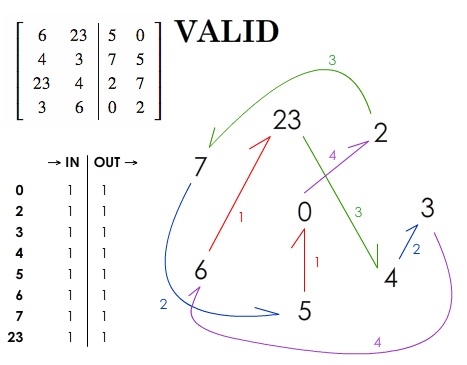 VALID
6 23 5 0
4 3 7 5
23 4 2 7
3 6 0 2
→ IN OUT →
0 1 1
2 1 1
3 1 1
4 1 1
5 1 1
6 1 1
7 1 1
23 1 1
3
23
2
7
4
0
3
1
3
6
1
4
2
2
5
4